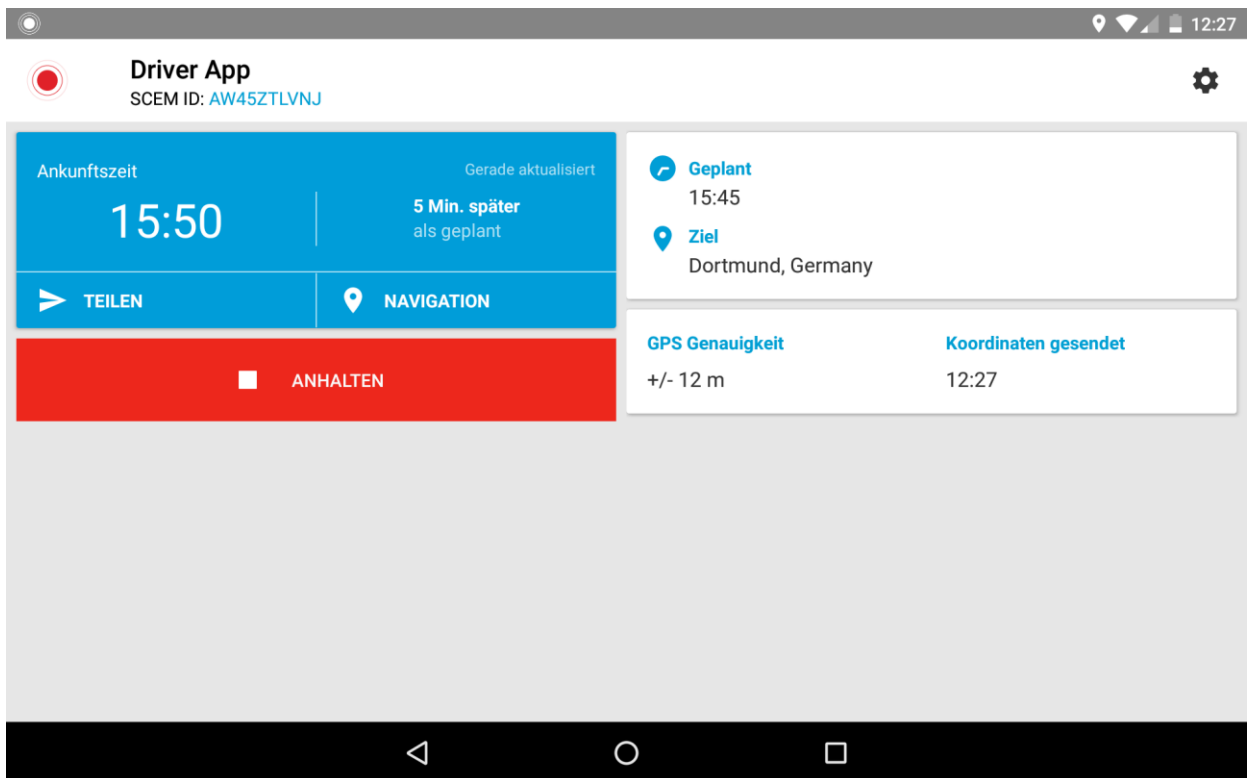 12:27
Driver App
SCEM ID: AW45ZTLVNJ
Ankunftszeit
Gerade aktualisiert
15:50
5 Min. später
als geplant
TEILEN
NAVIGATION
ANHALTEN
Geplant
15:45
Ziel
Dortmund, Germany
GPS Genauigkeit
Koordinaten gesendet
+/- 12 m
12:27